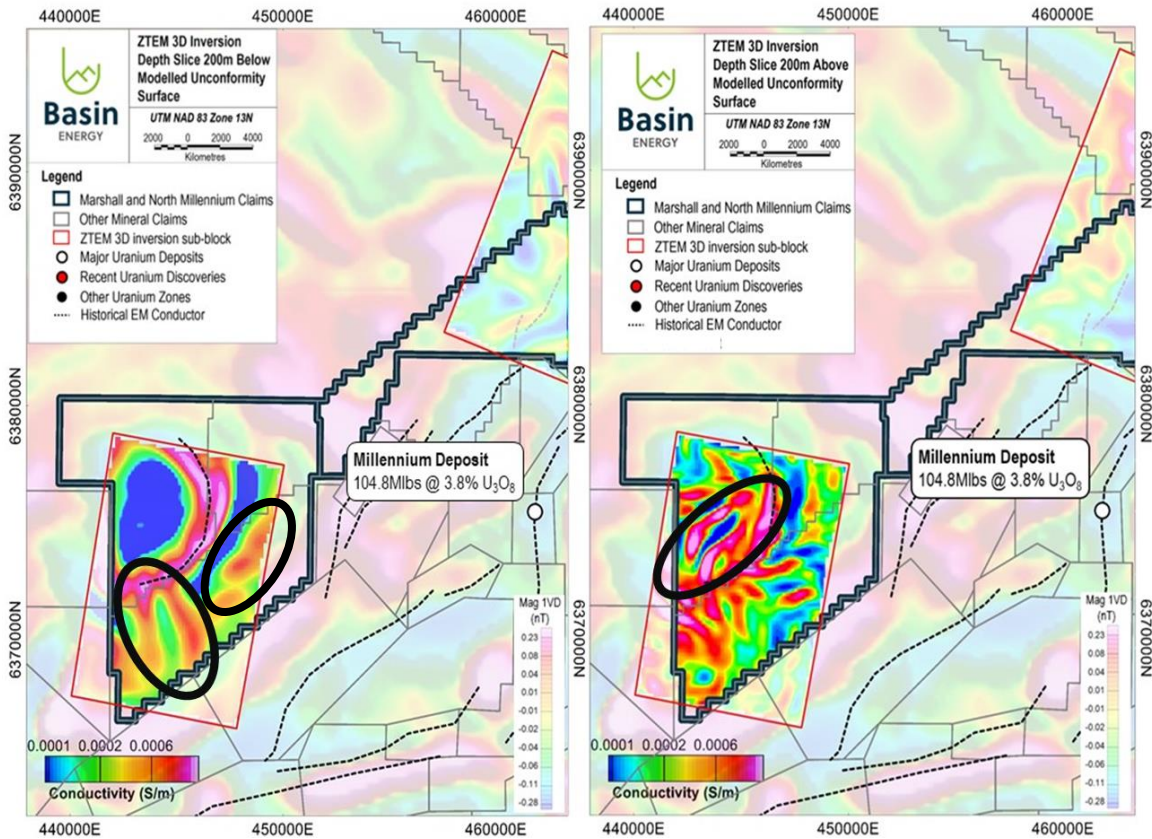 440000E 450000E 460000E
Basin
ENERGY
ZTEM 3D Inversion
Depth Slice 200m Below
Modelled Unconformity
Surface
UTM NAD 83 Zone 13N
2000 0 2000 4000
Kilometres
Legend
Marshall and North Millennium Claims
Other Mineral Claims
ZTEM 3D inversion sub-block
Major Uranium Deposits
Recent Uranium Discoveries
Other Uranium Zones
Historical EM Conductor
6390000N
6380000N
6370000N
Millennium Deposit
104.8Mlbs @ 3.8% U₃O₈
Mag 1VD
(nT)
0.23
0.08
0.04
0.01
-0.01
-0.02
-0.04
-0.06
-0.11
-0.28
0.0001 0.0002 0.0006
Conductivity (S/m)
440000E 450000E 460000E
440000E 450000E 460000E
Basin
ENERGY
ZTEM 3D Inversion
Depth Slice 200m Above
Modelled Unconformity
Surface
UTM NAD 83 Zone 13N
2000 0 2000 4000
Kilometres
Legend
Marshall and North Millennium Claims
Other Mineral Claims
ZTEM 3D inversion sub-block
Major Uranium Deposits
Recent Uranium Discoveries
Other Uranium Zones
Historical EM Conductor
6390000N
6380000N
6370000N
Millennium Deposit
104.8Mlbs @ 3.8% U₃O₈
Mag 1VD
(nT)
0.23
0.08
0.04
0.01
-0.01
-0.02
-0.04
-0.06
-0.11
-0.28
0.0001 0.0002 0.0006
Conductivity (S/m)
440000E 450000E 460000E
6390000N
6380000N
6370000N